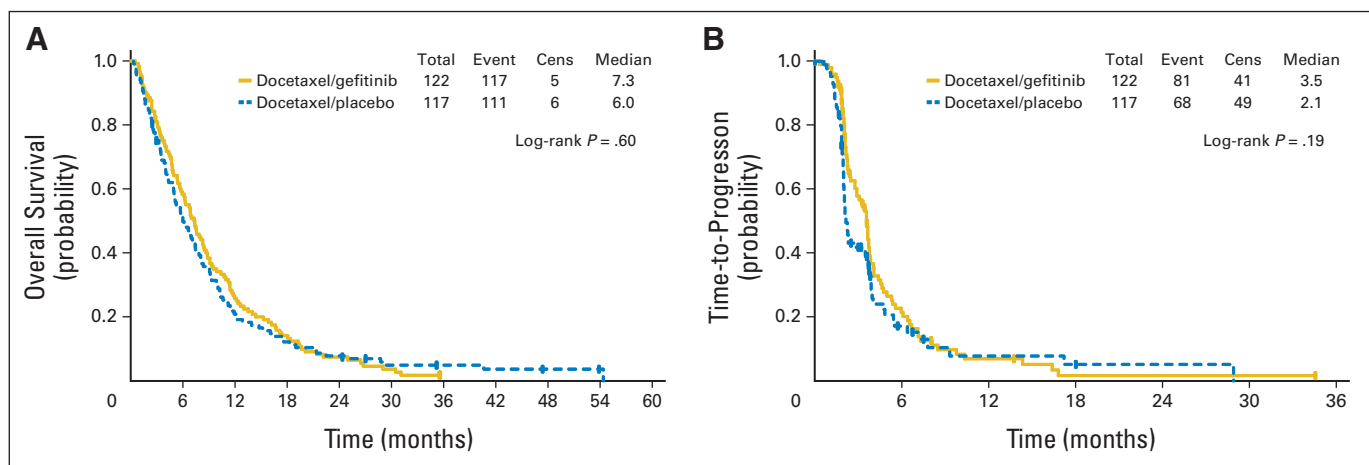 A
Total Event Cens Median
Docetaxel/gefitinib 122 117 5 7.3
Docetaxel/placebo 117 111 6 6.0
Log-rank P = .60
Overall Survival
(probability)
1.0
0.8
0.6
0.4
0.2
0 6 12 18 24 30 36 42 48 54 60
Time (months)
B
Total Event Cens Median
Docetaxel/gefitinib 122 81 41 3.5
Docetaxel/placebo 117 68 49 2.1
Log-rank P = .19
Time-to-Progresson
(probability)
1.0
0.8
0.6
0.4
0.2
0 6 12 18 24 30 36
Time (months)